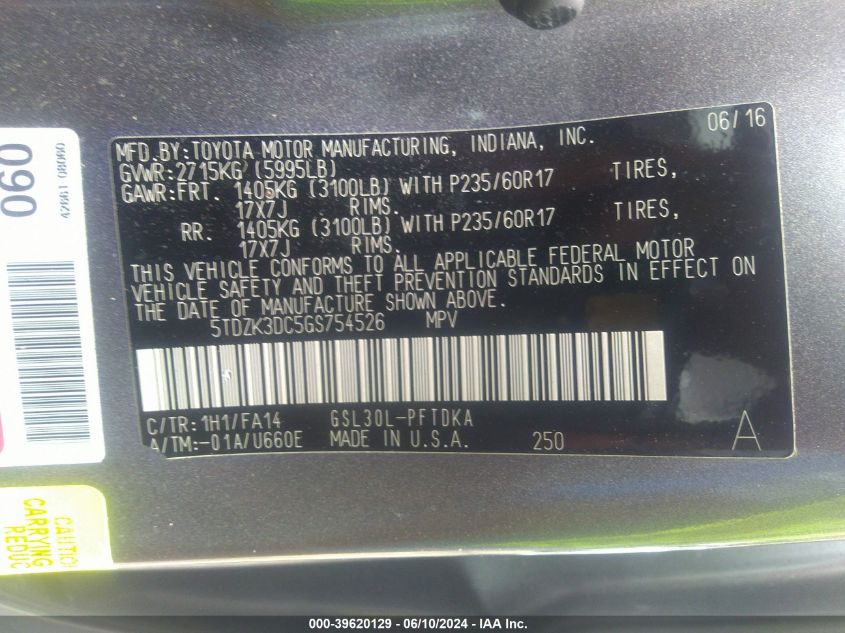 060
42661-08060
06/16
MFD.BY:TOYOTA MOTOR MANUFACTURING, INDIANA, INC.
GVWR:2715KG (5995LB)
GAWR:FRT. 1405KG (3100LB) WITH P235/60R17 TIRES,
17X7J RIMS.
RR. 1405KG (3100LB) WITH P235/60R17 TIRES,
17X7J RIMS.
THIS VEHICLE CONFORMS TO ALL APPLICABLE FEDERAL MOTOR
VEHICLE SAFETY AND THEFT PREVENTION STANDARDS IN EFFECT ON
THE DATE OF MANUFACTURE SHOWN ABOVE.
5TDZK3DC5GS754526 MPV
C/TR:1H1/FA14 GSL30L-PFTDKA
A/TM:-01A/U660E MADE IN U.S.A. 250 A
CAUTIO
CARRYING
REDUC
000-39620129 - 06/10/2024 - IAA Inc.